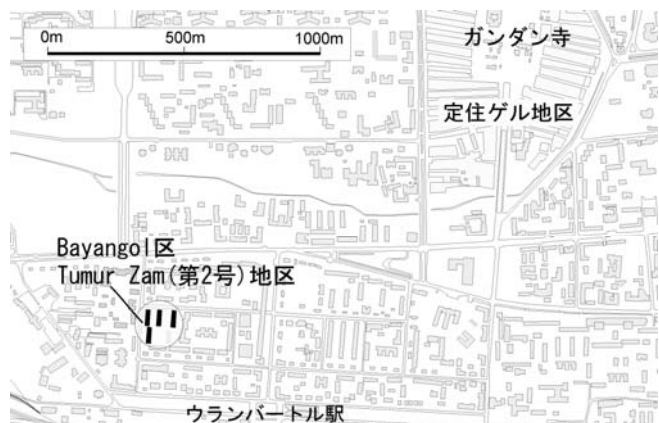 0m 500m 1000m
ガンダン寺
定住ゲル地区
Bayangol区
Tumur Zam(第2号)地区
ウランバートル駅